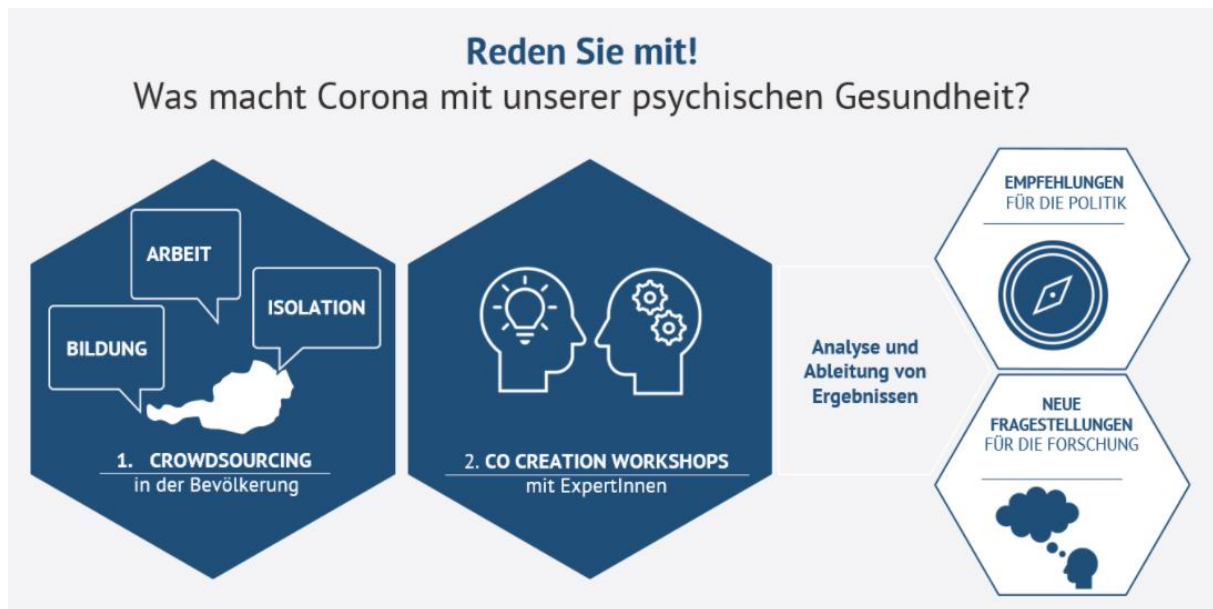 Reden Sie mit!
Was macht Corona mit unserer psychischen Gesundheit?
ARBEIT
ISOLATION
BILDUNG
1. CROWDSOURCING
in der Bevölkerung
2. CO CREATION WORKSHOPS
mit ExpertInnen
Analyse und
Ableitung von
Ergebnissen
EMPFEHLUNGEN
FÜR DIE POLITIK
NEUE
FRAGESTELLUNGEN
FÜR DIE FORSCHUNG